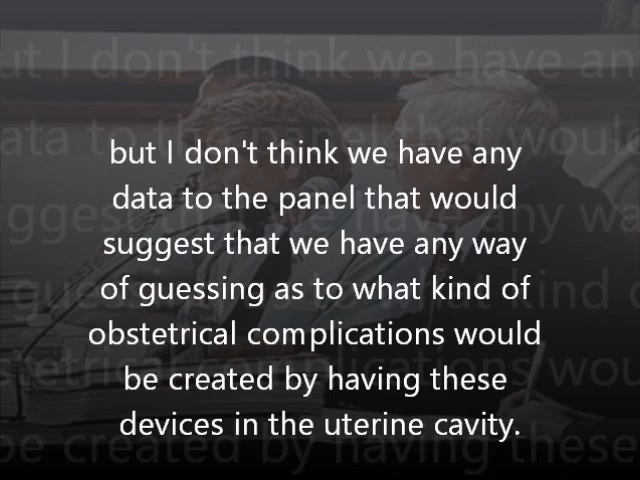 but I don't think we have any
data to the panel that would
suggest that we have any way
of guessing as to what kind of
obstetrical complications would
be created by having these
devices in the uterine cavity.